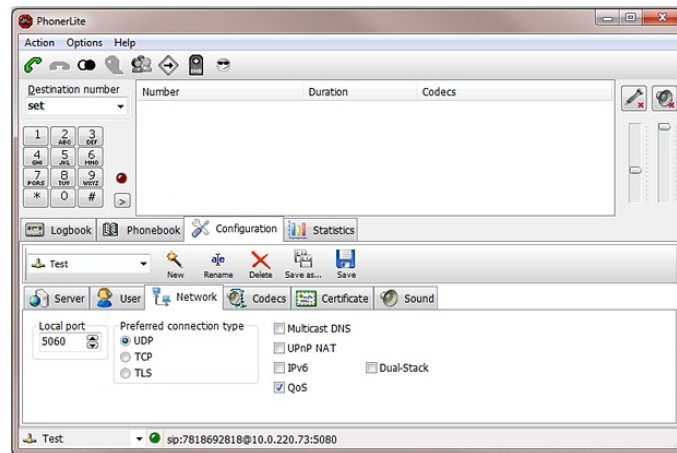 PhonerLite
Action Options Help
Destination number
set
Number Duration Codecs
1 2 ABC 3 DEF
4 GHI 5 JKL 6 MNO
7 PQRS 8 TUV 9 WXYZ
* 0 # >
Logbook Phonebook Configuration Statistics
Test New Rename Delete Save as... Save
Server User Network Codecs Certificate Sound
Local port Preferred connection type
5060
UDP
TCP
TLS
Multicast DNS
UPnP NAT
IPv6 Dual-Stack
QoS
Test sip:7818692818@10.0.220.73:5080